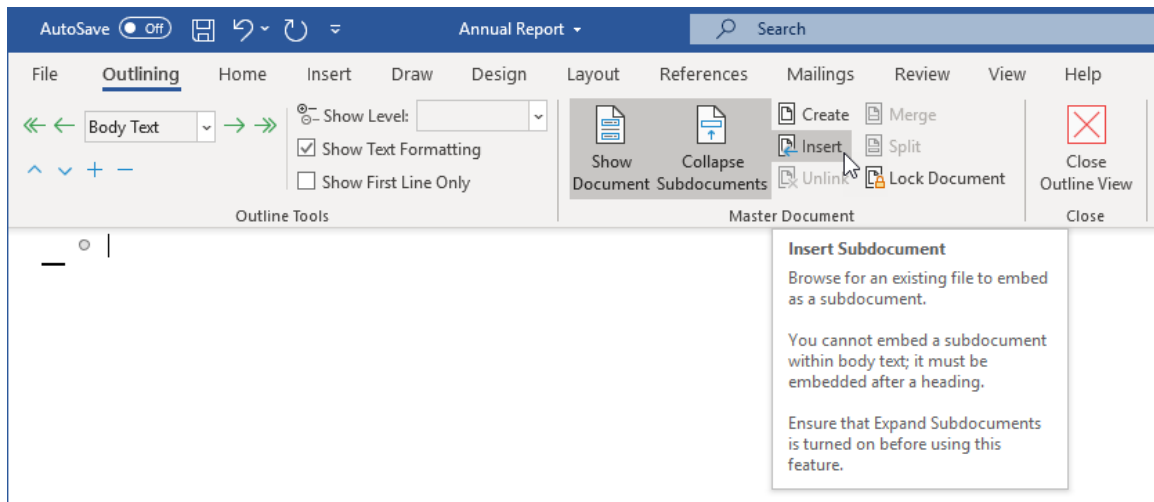 AutoSave Off Annual Report Search
File Outlining Home Insert Draw Design Layout References Mailings Review View Help
Body Text
Show Level:
Show Text Formatting
Show First Line Only
Outline Tools
Show
Document
Collapse
Subdocuments
Create
Insert
Unlink
Merge
Split
Lock Document
Master Document
Close
Outline View
Close
Insert Subdocument
Browse for an existing file to embed
as a subdocument.
You cannot embed a subdocument
within body text; it must be
embedded after a heading.
Ensure that Expand Subdocuments
is turned on before using this
feature.